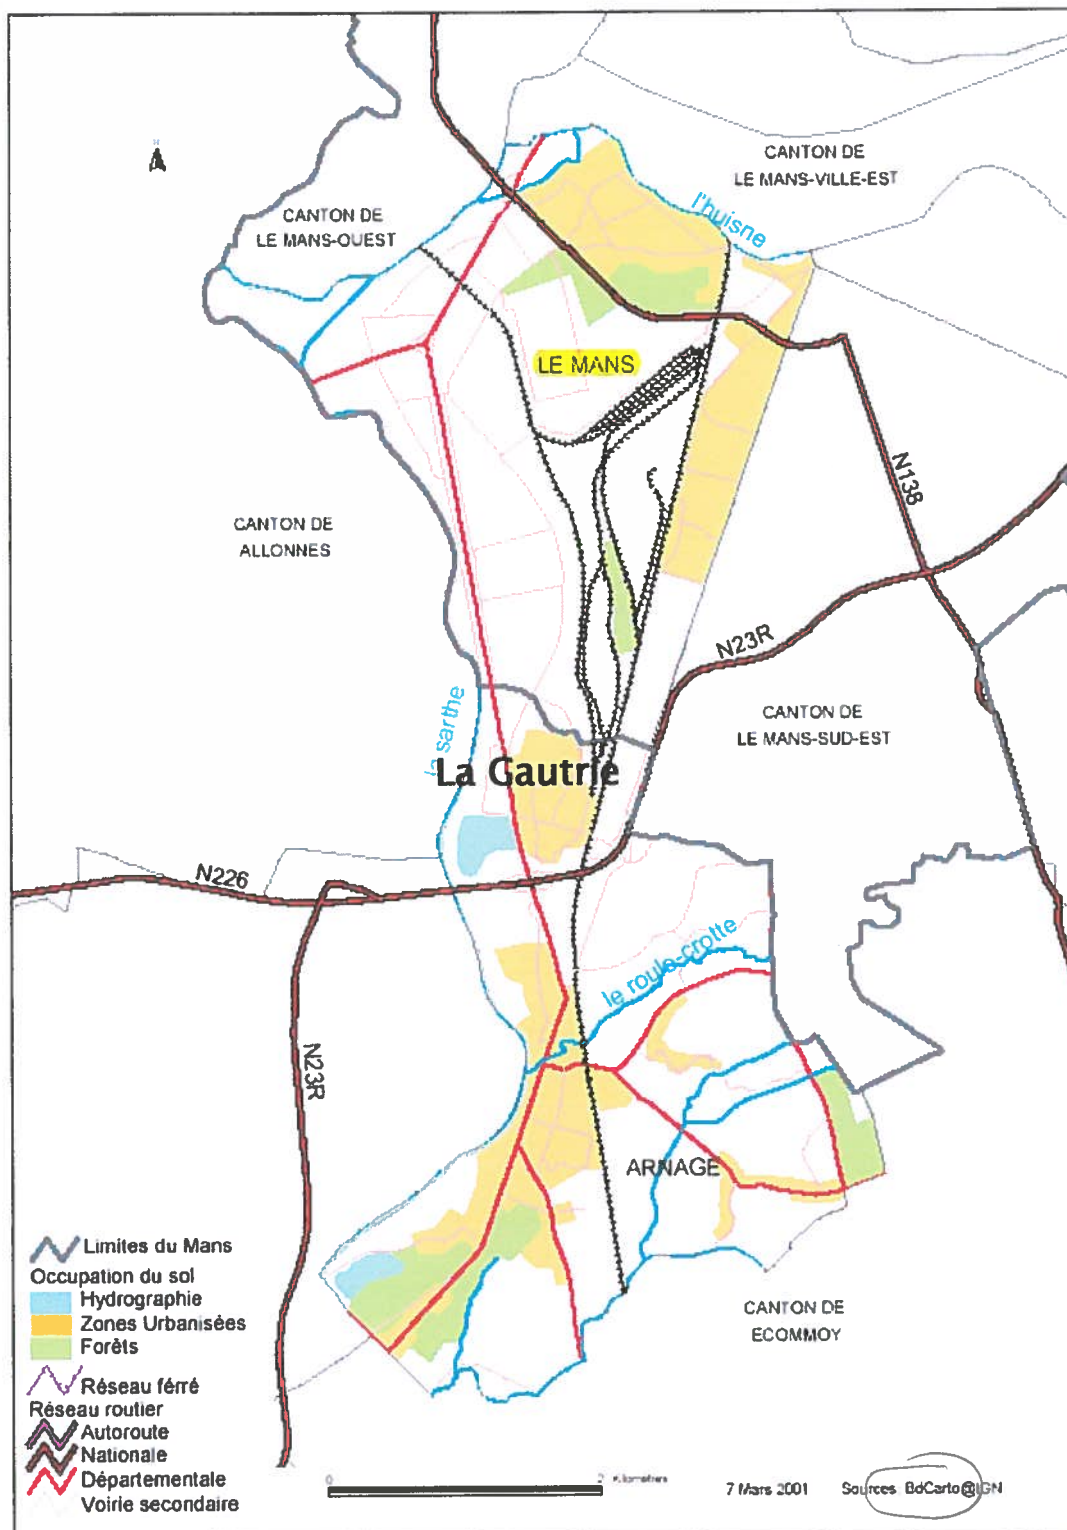 CANTON DE
LE MANS-VILLE-EST
l'huisne
CANTON DE
LE MANS-OUEST
LE MANS
N138
CANTON DE
ALLONNES
N23R
CANTON DE
LE MANS-SUD-EST
la sarthe
La Gautrie
N226
le roule-crotte
N23R
ARNAGE
CANTON DE
ECOMMOY
Limites du Mans
Occupation du sol
Hydrographie
Zones Urbanisées
Forêts
Réseau férré
Réseau routier
Autoroute
Nationale
Départementale
Voirie secondaire
0 2 Kilomètres
7 Mars 2001 Sources: BdCarto@IGN